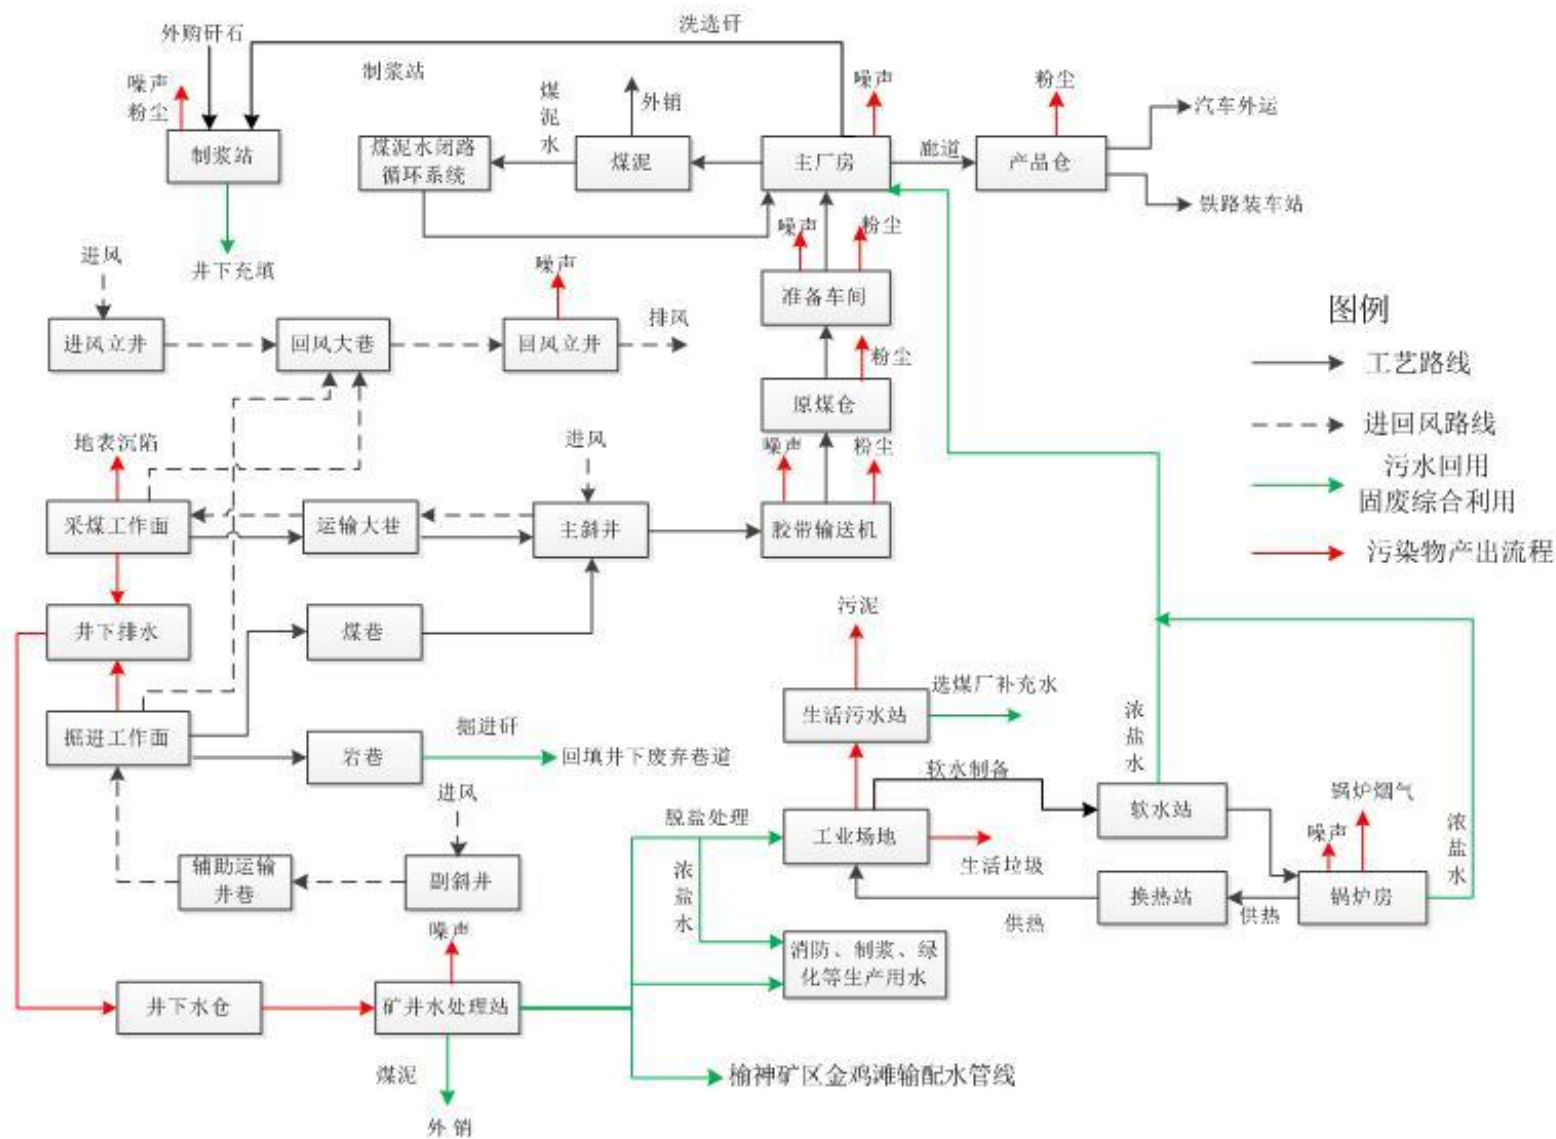 外购矸石
洗选矸
噪声
粉尘
制浆站
煤
泥
水
外销
噪声
粉尘
汽车外运
制浆站
煤泥水闭路
循环系统
煤泥
主厂房
廊道
产品仓
铁路装车站
井下充填
噪声
粉尘
进风
噪声
准备车间
图例
进风立井
回风大巷
回风立井
排风
粉尘
工艺路线
原煤仓
进回风路线
地表沉陷
进风
噪声
粉尘
污水回用
固废综合利用
采煤工作面
运输大巷
主斜井
胶带输送机
污染物产出流程
井下排水
煤巷
污泥
掘进工作面
岩巷
掘进矸
回填井下废弃巷道
生活污水站
选煤厂补充水
浓
盐
水
进风
软水制备
脱盐处理
工业场地
生活垃圾
软水站
锅炉烟气
噪声
浓
盐
水
辅助运输
井巷
副斜井
浓
盐
水
换热站
供热
供热
锅炉房
噪声
消防、制浆、绿
化等生产用水
井下水仓
矿井水处理站
煤泥
榆神矿区金鸡滩输配水管线
外销